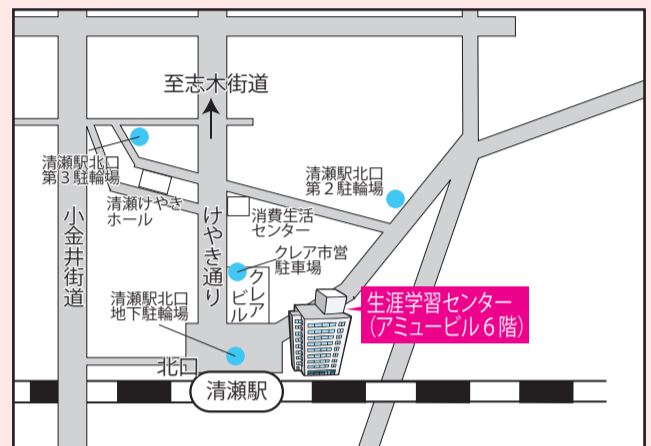 至志木街道
清瀬駅北口
第3駐輪場
清瀬けやき
ホール
清瀬駅北口
第2駐輪場
消費生活
センター
小金井街道
けやき通り
クレア市営
駐車場
クレア
ビル
清瀬駅北口
地下駐輪場
生涯学習センター
（アミュービル6階）
北口
清瀬駅